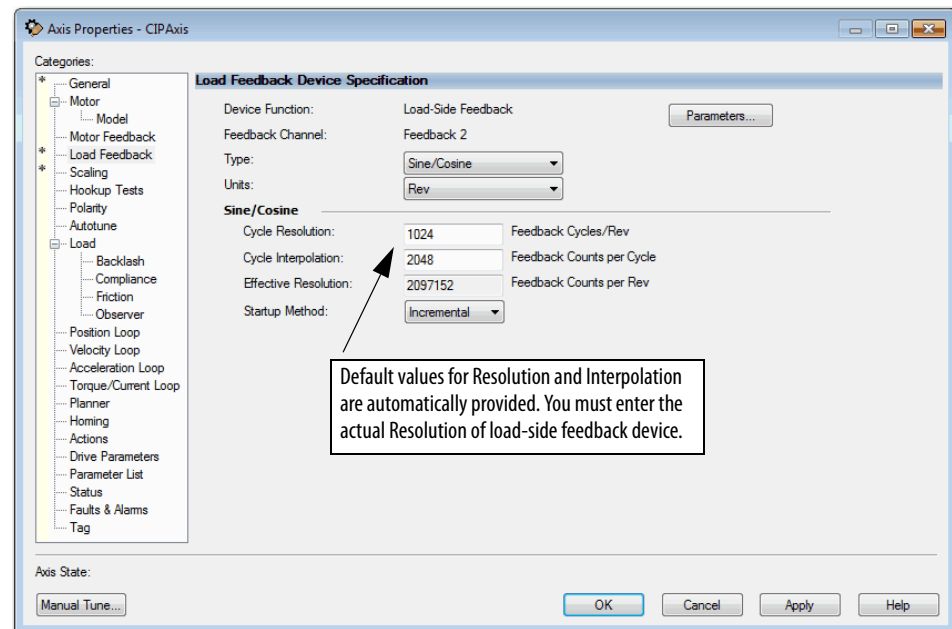 Axis Properties - CIPAxis
Categories:
* General
Motor
Model
Motor Feedback
* Load Feedback
* Scaling
Hookup Tests
Polarity
Autotune
Load
Backlash
Compliance
Friction
Observer
Position Loop
Velocity Loop
Acceleration Loop
Torque/Current Loop
Planner
Homing
Actions
Drive Parameters
Parameter List
Status
Faults & Alarms
Tag
Load Feedback Device Specification
Device Function: Load-Side Feedback Parameters...
Feedback Channel: Feedback 2
Type: Sine/Cosine
Units: Rev
Sine/Cosine
Cycle Resolution: 1024 Feedback Cycles/Rev
Cycle Interpolation: 2048 Feedback Counts per Cycle
Effective Resolution: 2097152 Feedback Counts per Rev
Startup Method: Incremental
Default values for Resolution and Interpolation
are automatically provided. You must enter the
actual Resolution of load-side feedback device.
Axis State:
Manual Tune... OK Cancel Apply Help